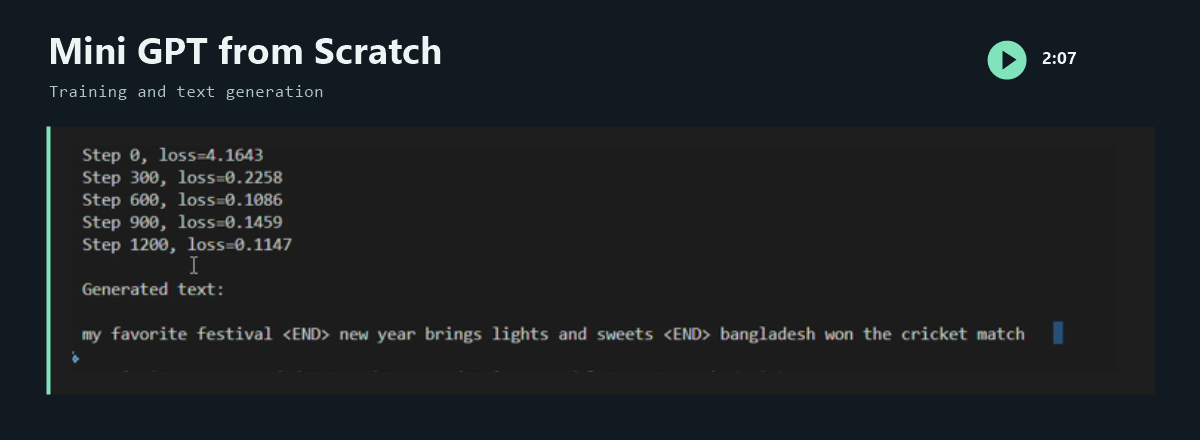 Mini GPT from Scratch
2:07
Training and text generation
Step 0, loss=4.1643
Step 300, loss=0.2258
Step 600, loss=0.1086
Step 900, loss=0.1459
Step 1200, loss=0.1147
Generated text:
my favorite festival <END> new year brings lights and sweets <END> bangladesh won the cricket match